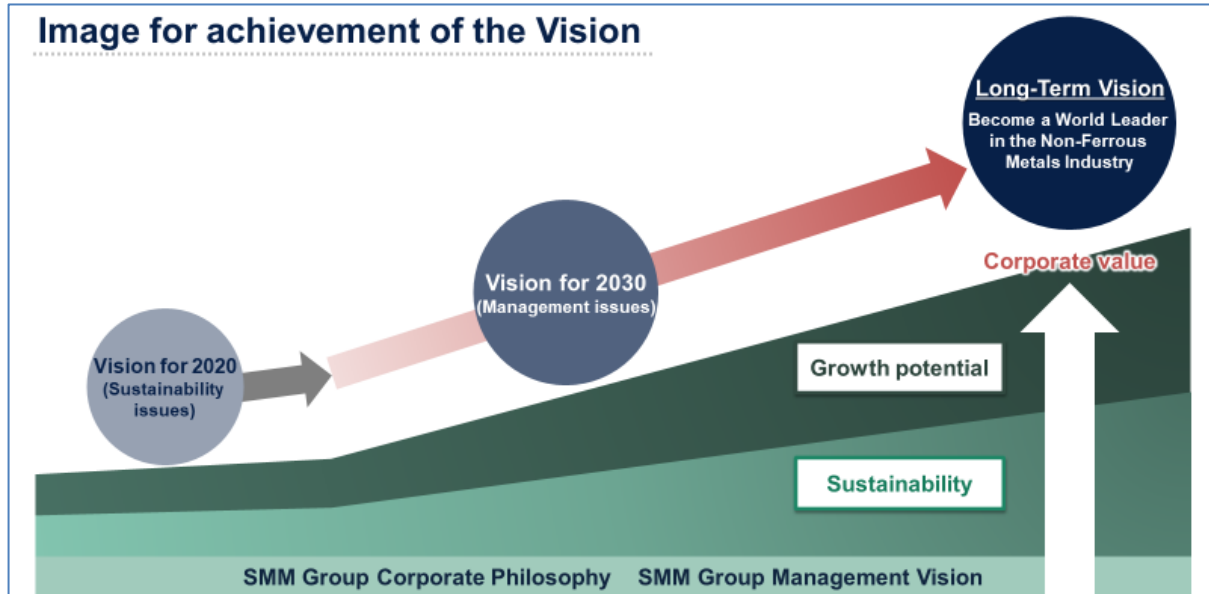 Image for achievement of the Vision
Long-Term Vision
Become a World Leader
in the Non-Ferrous
Metals Industry
Corporate value
Vision for 2030
(Management issues)
Vision for 2020
(Sustainability
issues)
Growth potential
Sustainability
SMM Group Corporate Philosophy SMM Group Management Vision